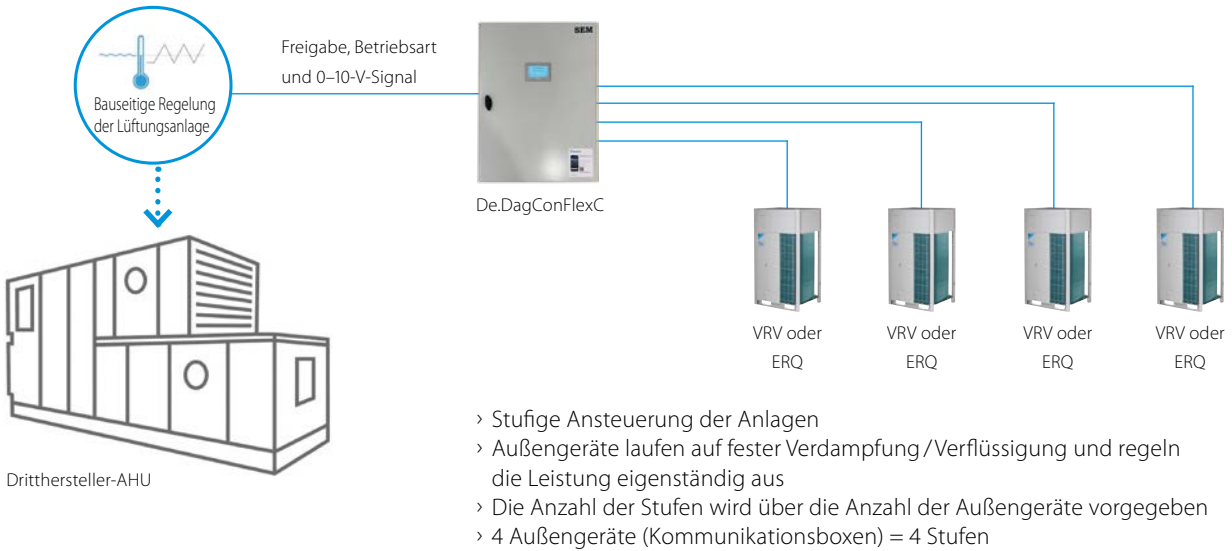 Freigabe, Betriebsart
und 0–10-V-Signal
Bauseitige Regelung
der Lüftungsanlage
SEM
De.DagConFlexC
VRV oder
ERQ
VRV oder
ERQ
VRV oder
ERQ
VRV oder
ERQ
Dritthersteller-AHU
› Stufige Ansteuerung der Anlagen
› Außengeräte laufen auf fester Verdampfung/Verflüssigung und regeln
die Leistung eigenständig aus
› Die Anzahl der Stufen wird über die Anzahl der Außengeräte vorgegeben
› 4 Außengeräte (Kommunikationsboxen) = 4 Stufen